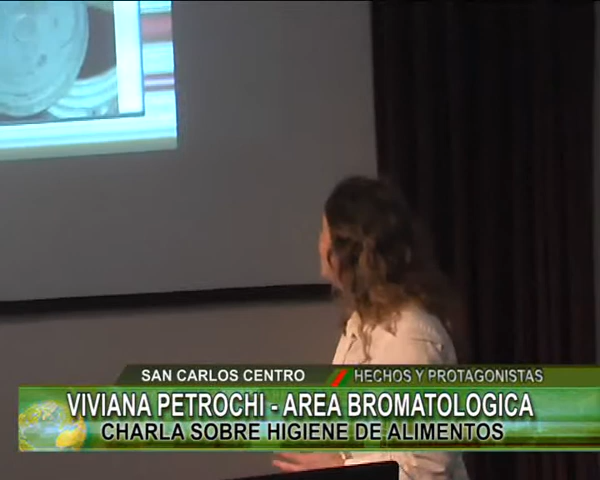 SAN CARLOS CENTRO / HECHOS Y PROTAGONISTAS
VIVIANA PETROCHI - AREA BROMATOLOGICA
CHARLA SOBRE HIGIENE DE ALIMENTOS